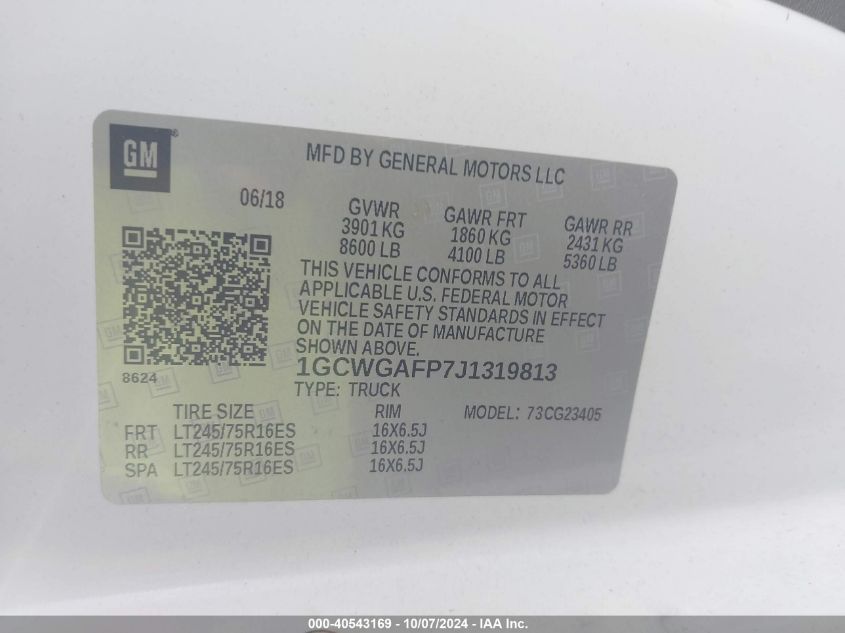 GM
MFD BY GENERAL MOTORS LLC
06/18
GVWR GAWR FRT GAWR RR
3901 KG 1860 KG 2431 KG
8600 LB 4100 LB 5360 LB
THIS VEHICLE CONFORMS TO ALL
APPLICABLE U.S. FEDERAL MOTOR
VEHICLE SAFETY STANDARDS IN EFFECT
ON THE DATE OF MANUFACTURE
SHOWN ABOVE.
8624
1GCWGAFP7J1319813
TYPE: TRUCK
TIRE SIZE RIM MODEL: 73CG23405
FRT LT245/75R16ES 16X6.5J
RR LT245/75R16ES 16X6.5J
SPA LT245/75R16ES 16X6.5J
000-40543169 - 10/07/2024 - IAA Inc.